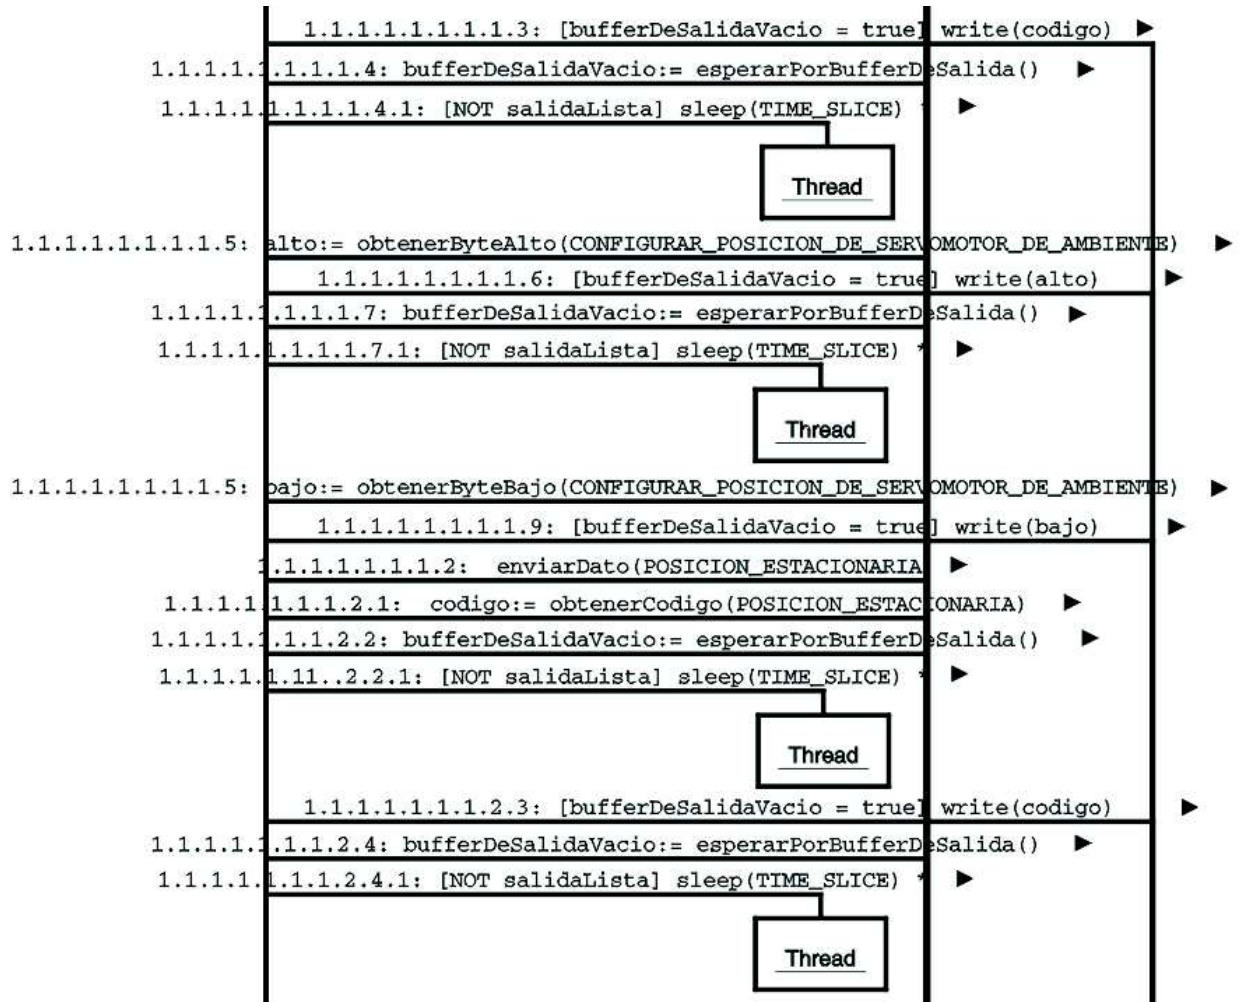 1.1.1.1.1.1.1.1.3: [bufferDeSalidaVacio = true] write(codigo)
1.1.1.1.1.1.1.1.4: bufferDeSalidaVacio:= esperarPorBufferDeSalida()
1.1.1.1.1.1.1.1.4.1: [NOT salidaLista] sleep(TIME_SLICE) *
Thread
1.1.1.1.1.1.1.1.5: alto:= obtenerByteAlto(CONFIGURAR_POSICION_DE_SERVOMOTOR_DE_AMBIENTE)
1.1.1.1.1.1.1.1.6: [bufferDeSalidaVacio = true] write(alto)
1.1.1.1.1.1.1.1.7: bufferDeSalidaVacio:= esperarPorBufferDeSalida()
1.1.1.1.1.1.1.1.7.1: [NOT salidaLista] sleep(TIME_SLICE) *
Thread
1.1.1.1.1.1.1.1.5: bajo:= obtenerByteBajo(CONFIGURAR_POSICION_DE_SERVOMOTOR_DE_AMBIENTE)
1.1.1.1.1.1.1.1.9: [bufferDeSalidaVacio = true] write(bajo)
1.1.1.1.1.1.1.2: enviarDato(POSICION_ESTACIONARIA
1.1.1.1.1.1.1.2.1: codigo:= obtenerCodigo(POSICION_ESTACIONARIA)
1.1.1.1.1.1.1.2.2: bufferDeSalidaVacio:= esperarPorBufferDeSalida()
1.1.1.1.1.11..2.2.1: [NOT salidaLista] sleep(TIME_SLICE) *
Thread
1.1.1.1.1.1.1.2.3: [bufferDeSalidaVacio = true] write(codigo)
1.1.1.1.1.1.1.2.4: bufferDeSalidaVacio:= esperarPorBufferDeSalida()
1.1.1.1.1.1.1.2.4.1: [NOT salidaLista] sleep(TIME_SLICE) *
Thread